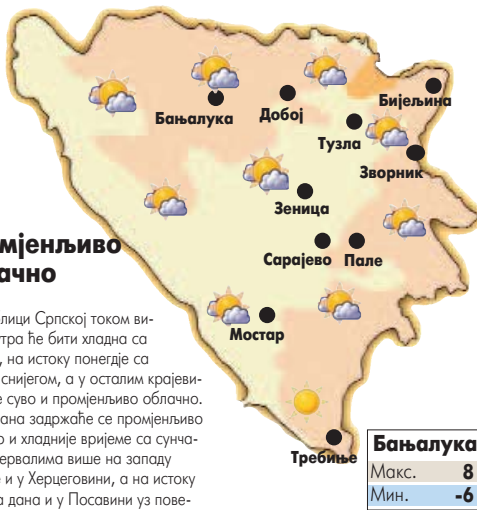 Бањалука
Добој
Бијељина
Тузла
Зворник
Зеница
Сарајево Пале
Мостар
Требиње
мјенљиво
ачно
лици Српској током ви-
утра ће бити хладна са
, на истоку понегдје са
снијегом, а у осталим крајеви-
е суво и промјенљиво облачно.
ана задржаће се промјенљиво
о и хладније вријеме са сунча-
ервалима више на западу
е и у Херцеговини, а на истоку
а дана и у Посавини уз пове-
Бањалука
Макс. 8
Мин. -6